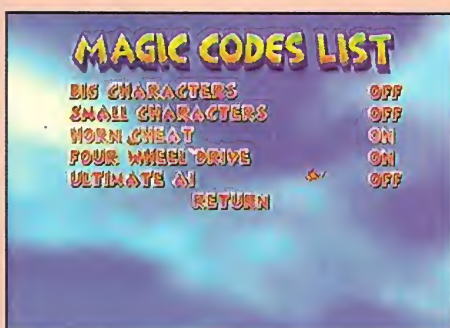 MAGIC CODES LIST
BIG CHARACTERS OFF
SMALL CHARACTERS OFF
HORN CHEAT ON
FOUR WHEEL DRIVE ON
ULTIMATE AI OFF
RETURN